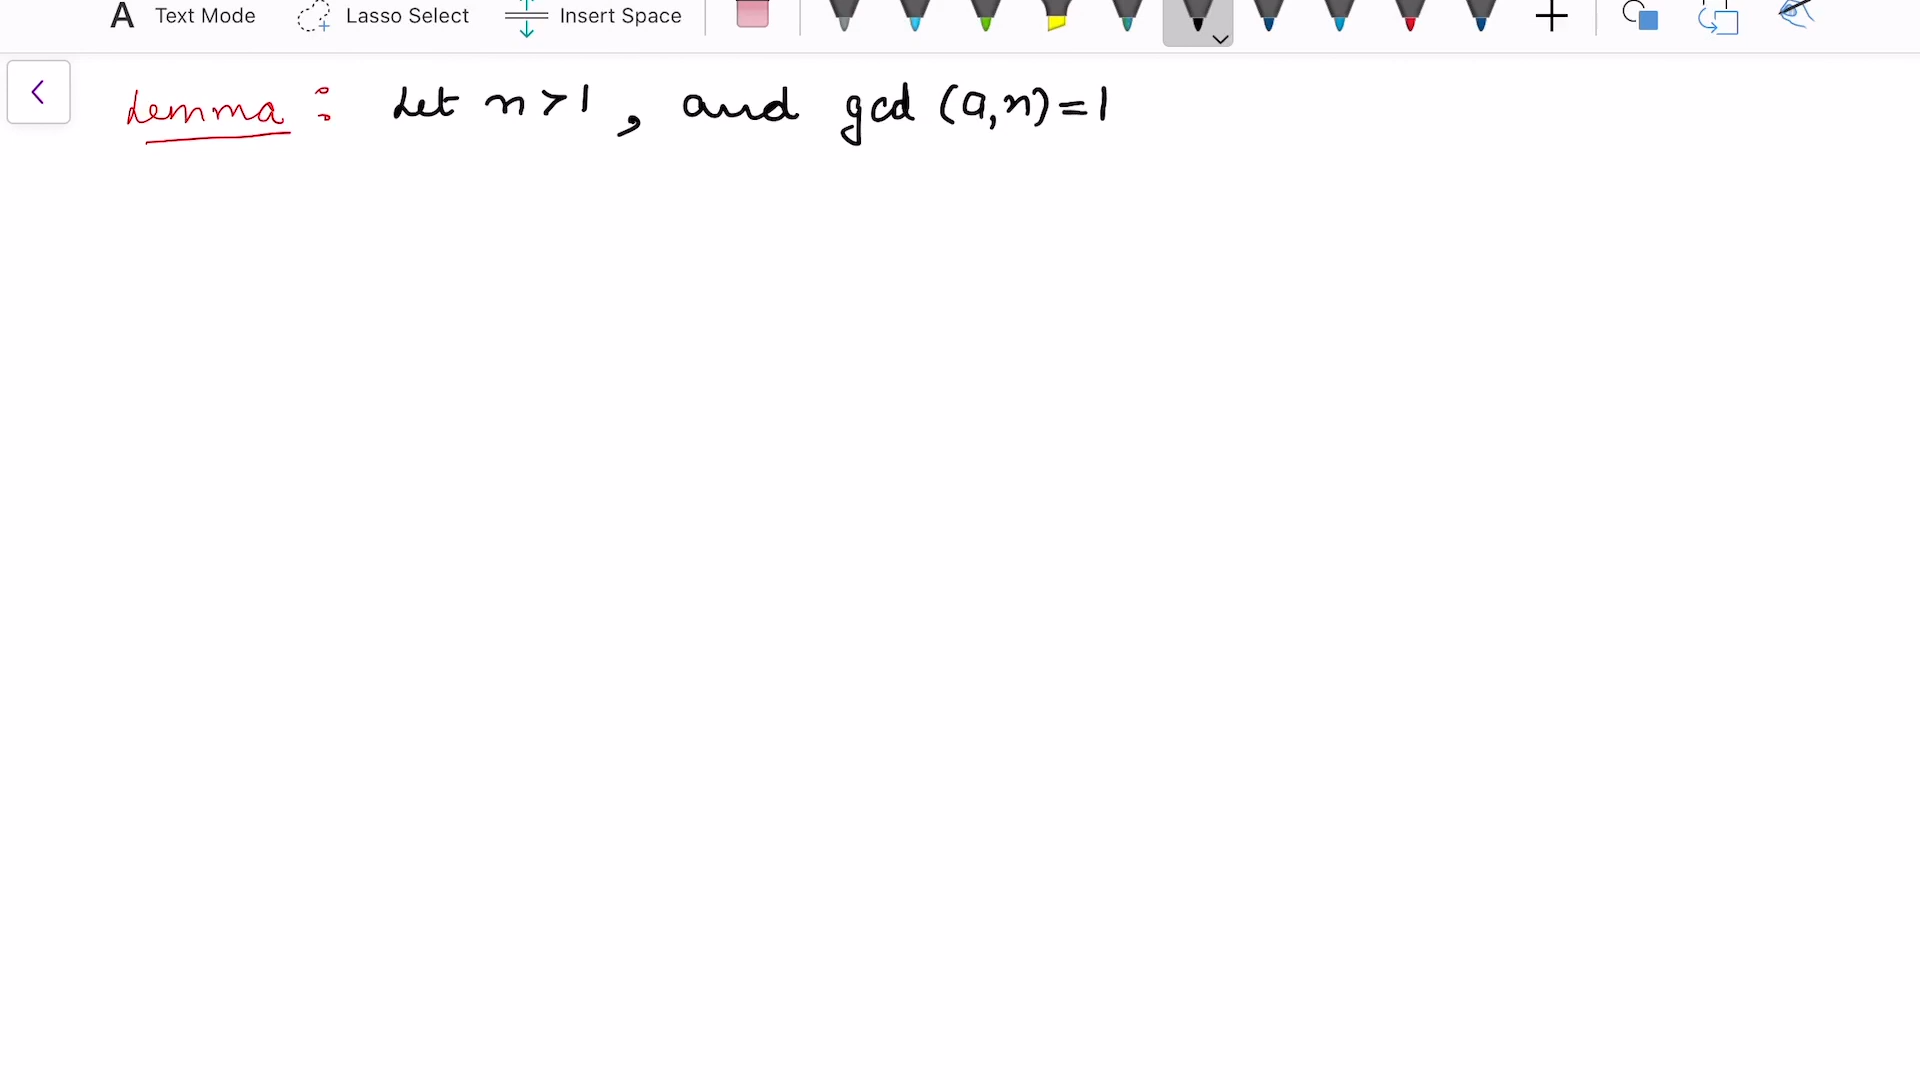 A Text Mode Lasso Select Insert Space
Lemma : Let n > 1 , and gcd (a, n) = 1